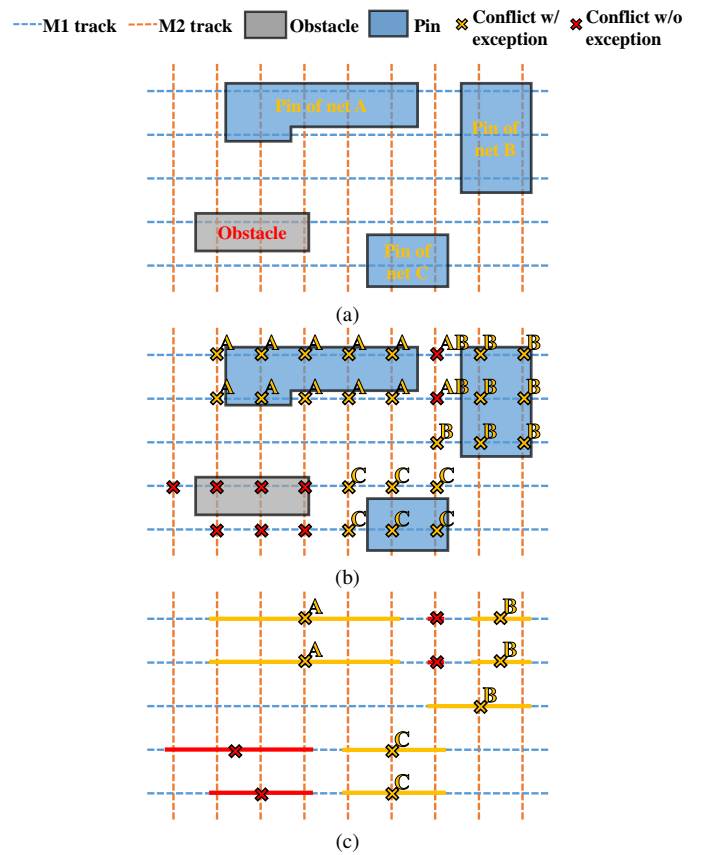 M1 track M2 track Obstacle Pin Conflict w/ exception Conflict w/o exception
Pin of net A
Pin of
net B
Obstacle
Pin of
net C
(a)
A A A A A AB B B
A A A A A AB B B
B B B
C C C
C C C
(b)
A B
A B
B
C
C
(c)